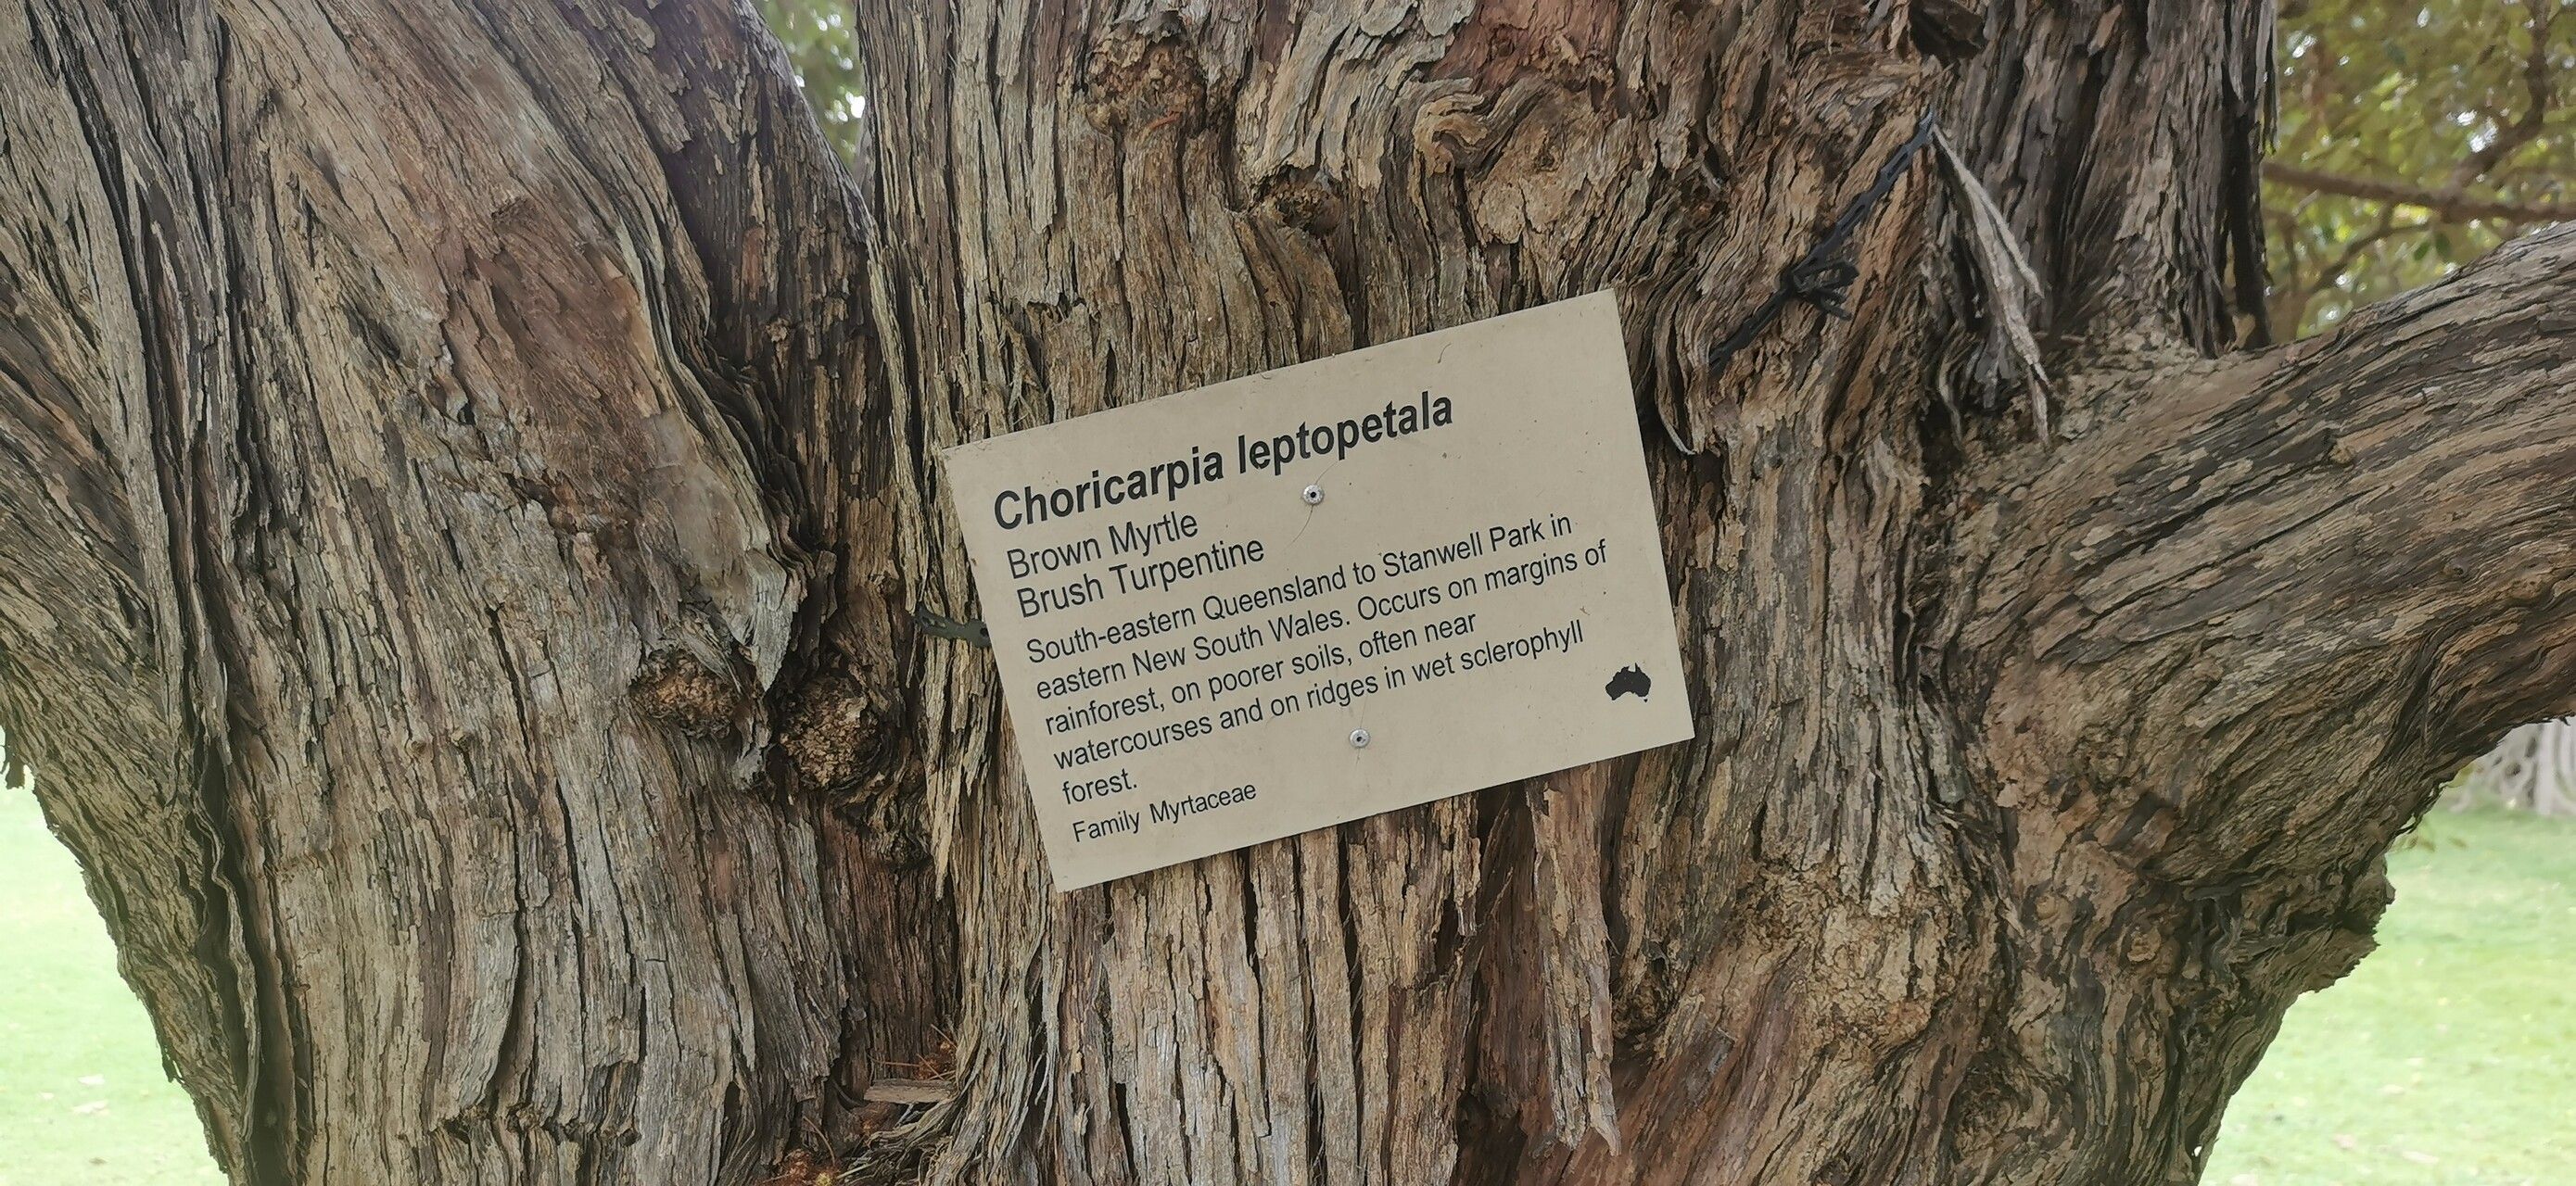 Choricarpia leptopetala
Brown Myrtle
Brush Turpentine
South-eastern Queensland to Stanwell Park in
eastern New South Wales. Occurs on margins of
rainforest, on poorer soils, often near
watercourses and on ridges in wet sclerophyll
forest.
Family Myrtaceae